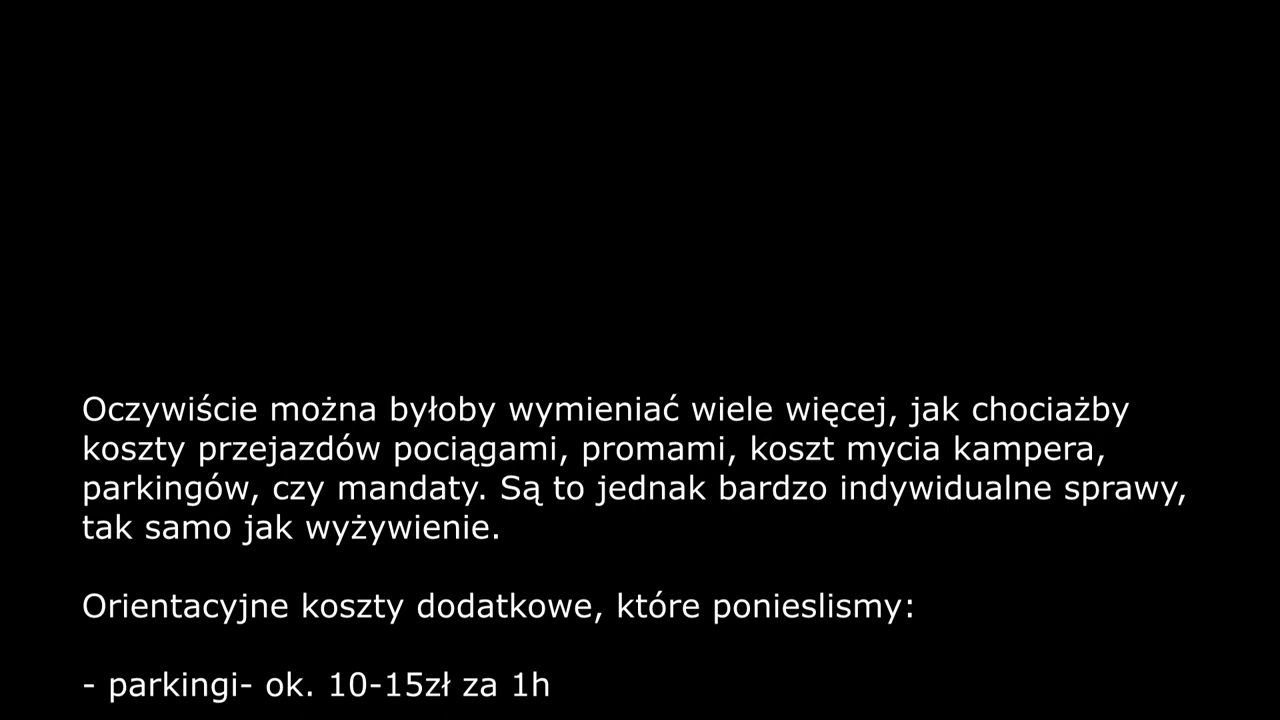 Oczywiście można byłoby wymieniać wiele więcej, jak chociażby
koszty przejazdów pociągami, promami, koszt mycia kampera,
parkingów, czy mandaty. Są to jednak bardzo indywidualne sprawy,
tak samo jak wyżywienie.
Orientacyjne koszty dodatkowe, które ponieslismy:
- parkingi- ok. 10-15zł za 1h